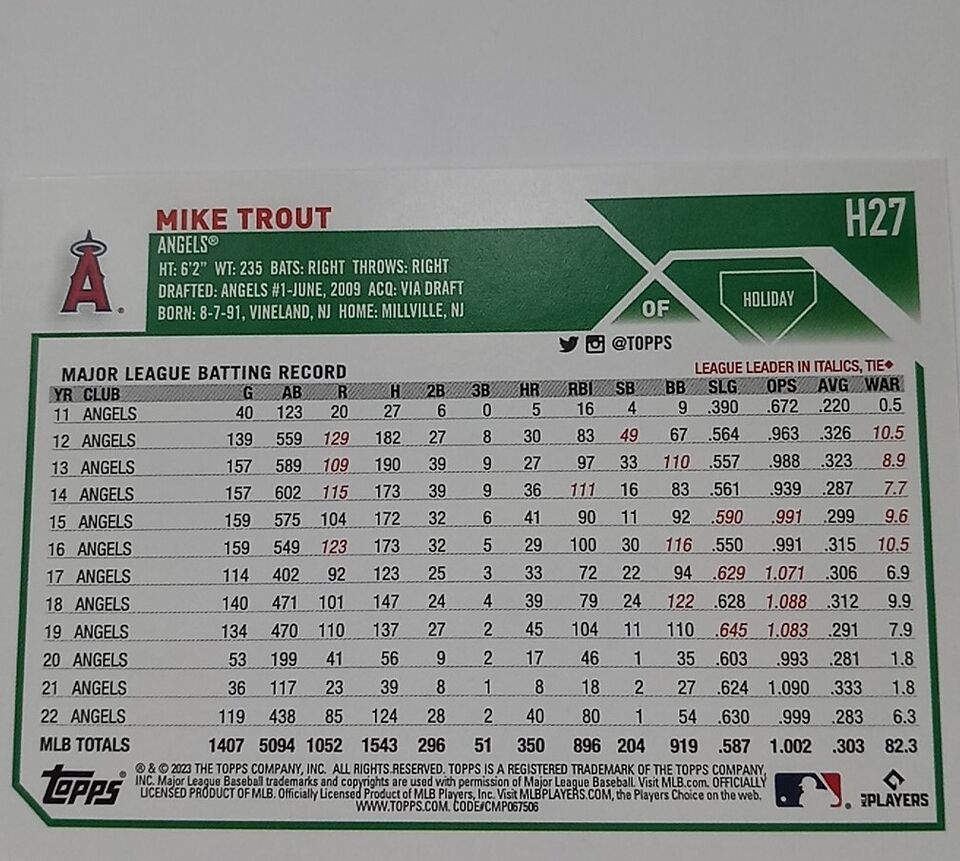 MIKE TROUT
H27
ANGELS®
HT: 6'2" WT: 235 BATS: RIGHT THROWS: RIGHT
DRAFTED: ANGELS #1-JUNE, 2009 ACQ: VIA DRAFT
BORN: 8-7-91, VINELAND, NJ HOME: MILLVILLE, NJ
A
OF
HOLIDAY
@TOPPS
MAJOR LEAGUE BATTING RECORD
LEAGUE LEADER IN ITALICS, TIE◆
YR CLUB G AB R H 2B 3B HR RBI SB BB SLG OPS AVG WAR
11 ANGELS 40 123 20 27 6 0 5 16 4 9 .390 .672 .220 0.5
12 ANGELS 139 559 129 182 27 8 30 83 49 67 .564 .963 .326 10.5
13 ANGELS 157 589 109 190 39 9 27 97 33 110 .557 .988 .323 8.9
14 ANGELS 157 602 115 173 39 9 36 111 16 83 .561 .939 .287 7.7
15 ANGELS 159 575 104 172 32 6 41 90 11 92 .590 .991 .299 9.6
16 ANGELS 159 549 123 173 32 5 29 100 30 116 .550 .991 .315 10.5
17 ANGELS 114 402 92 123 25 3 33 72 22 94 .629 1.071 .306 6.9
18 ANGELS 140 471 101 147 24 4 39 79 24 122 .628 1.088 .312 9.9
19 ANGELS 134 470 110 137 27 2 45 104 11 110 .645 1.083 .291 7.9
20 ANGELS 53 199 41 56 9 2 17 46 1 35 .603 .993 .281 1.8
21 ANGELS 36 117 23 39 8 1 8 18 2 27 .624 1.090 .333 1.8
22 ANGELS 119 438 85 124 28 2 40 80 1 54 .630 .999 .283 6.3
MLB TOTALS 1407 5094 1052 1543 296 51 350 896 204 919 .587 1.002 .303 82.3
Topps®
® & © 2023 THE TOPPS COMPANY, INC. ALL RIGHTS RESERVED. TOPPS IS A REGISTERED TRADEMARK OF THE TOPPS COMPANY,
INC. Major League Baseball trademarks and copyrights are used with permission of Major League Baseball. Visit MLB.com. OFFICIALLY
LICENSED PRODUCT OF MLB. Officially Licensed Product of MLB Players, Inc. Visit MLBPLAYERS.COM, the Players Choice on the web.
WWW.TOPPS.COM. CODE#CMP067506
MLB PLAYERS